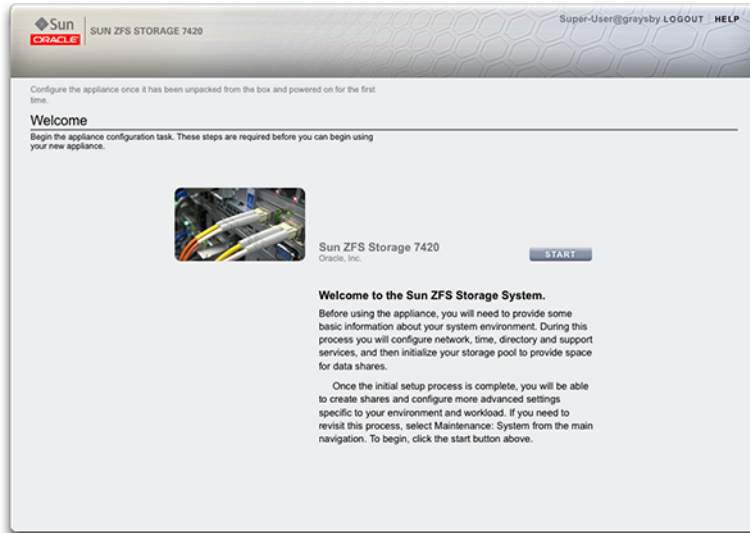 Sun
ORACLE
SUN ZFS STORAGE 7420
Super-User@graysby LOGOUT HELP
Configure the appliance once it has been unpacked from the box and powered on for the first
time.
Welcome
Begin the appliance configuration task. These steps are required before you can begin using
your new appliance.
Sun ZFS Storage 7420
Oracle, Inc.
START
Welcome to the Sun ZFS Storage System.
Before using the appliance, you will need to provide some
basic information about your system environment. During this
process you will configure network, time, directory and support
services, and then initialize your storage pool to provide space
for data shares.
Once the initial setup process is complete, you will be able
to create shares and configure more advanced settings
specific to your environment and workload. If you need to
revisit this process, select Maintenance: System from the main
navigation. To begin, click the start button above.